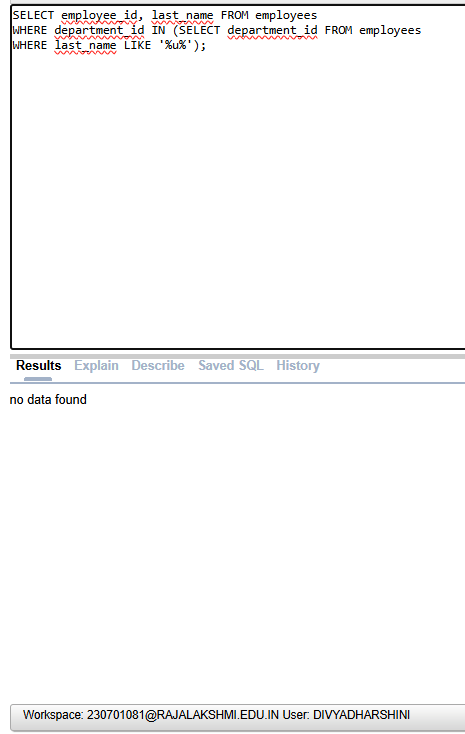 SELECT employee_id, last_name FROM employees
WHERE department_id IN (SELECT department_id FROM employees
WHERE last_name LIKE '%u%');
Results Explain Describe Saved SQL History
no data found
Workspace: 230701081@RAJALAKSHMI.EDU.IN User: DIVYADHARSHINI